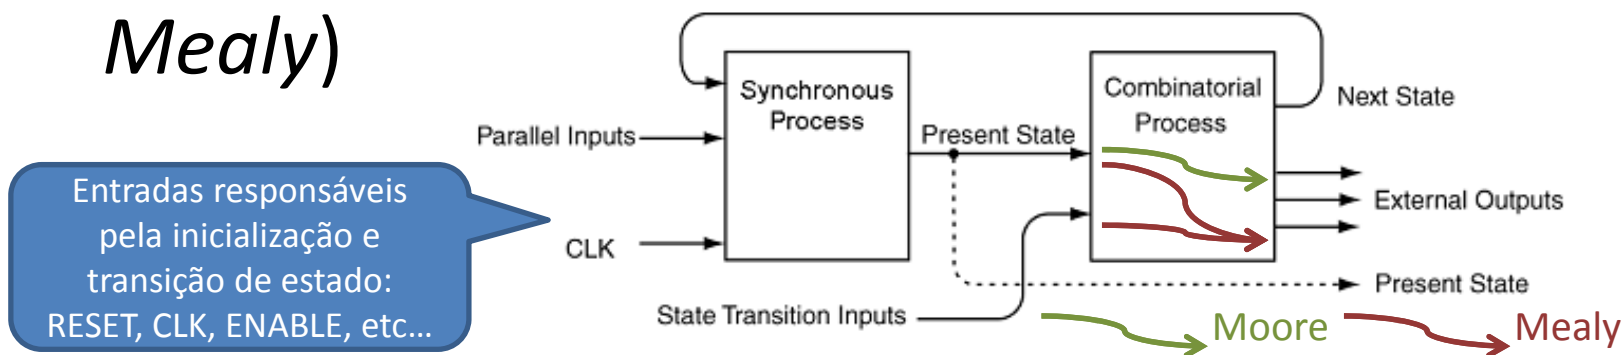 Mealy)
Synchronous
Process
Combinatorial
Process
Next State
Parallel Inputs
Present State
Entradas responsáveis
pela inicialização e
transição de estado:
RESET, CLK, ENABLE, etc…
External Outputs
CLK
Present State
State Transition Inputs
Moore
Mealy